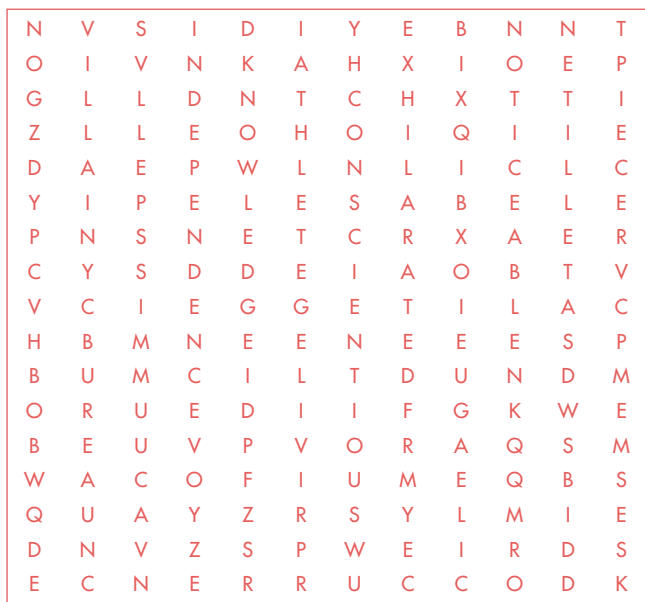 N V S I D I Y E B N N T
O I V N K A H X I O E P
G L L D N T C H X T T I
Z L L E O H O I Q I I E
D A E P W L N L I C L C
Y I P E L E S A B E L E
P N S N E T C R X A E R
C Y S D D E I A O B T V
V C I E G G E T I L A C
H B M N E E N E E E S P
B U M C I L T D U N D M
O R U E D I I F G K W E
B E U V P V O R A Q S M
W A C O F I U M E Q B S
Q U A Y Z R S Y L M I E
D N V Z S P W E I R D S
E C N E R R U C C O D K